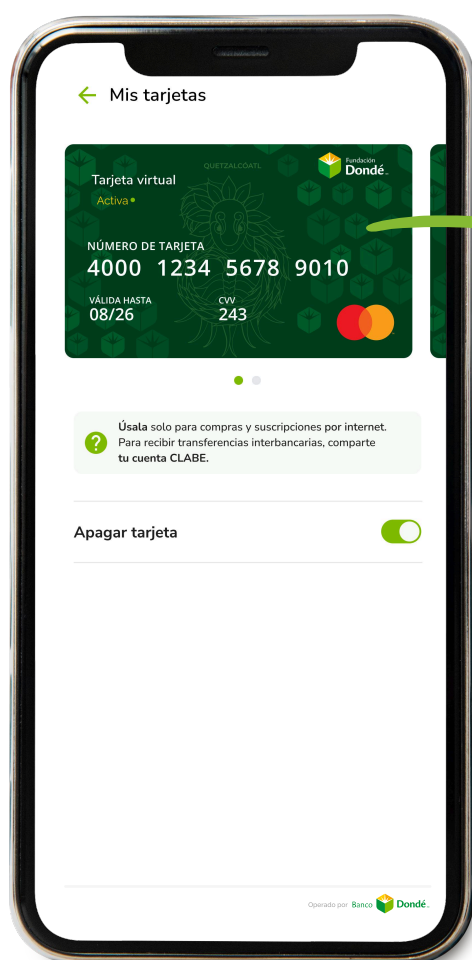 Mis tarjetas
QUETZALCÓATL
Fundación
Dondé
Tarjeta virtual
Activa
NÚMERO DE TARJETA
4000 1234 5678 9010
VÁLIDA HASTA
CVV
08/26
243
Úsala solo para compras y suscripciones por internet.
Para recibir transferencias interbancarias, comparte
tu cuenta CLABE.
Apagar tarjeta
Operado por Banco Dondé